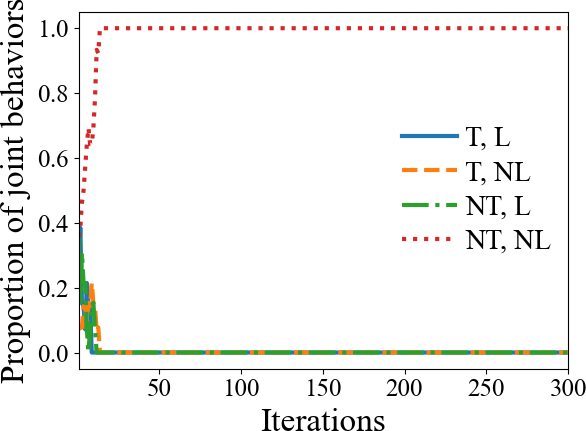 Proportion of joint behaviors
1.0
0.8
0.6
0.4
0.2
0.0
T, L
T, NL
NT, L
NT, NL
50 100 150 200 250 300
Iterations